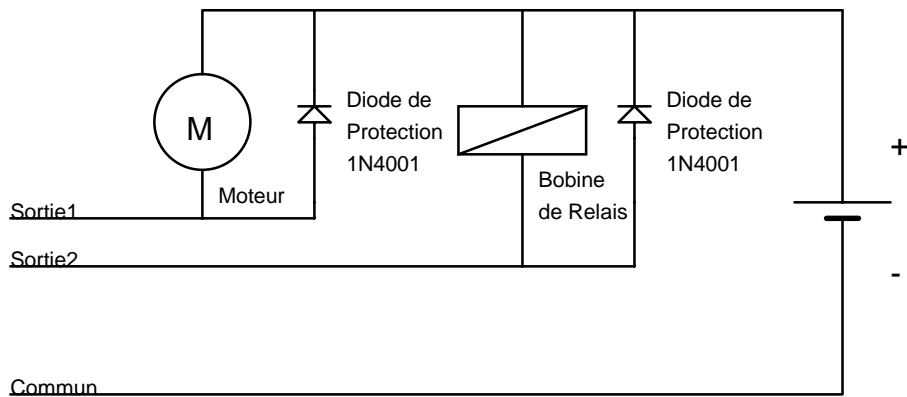 M
Moteur
Diode de
Protection
1N4001
Bobine
de Relais
Diode de
Protection
1N4001
+
-
Sortie1
Sortie2
Commun